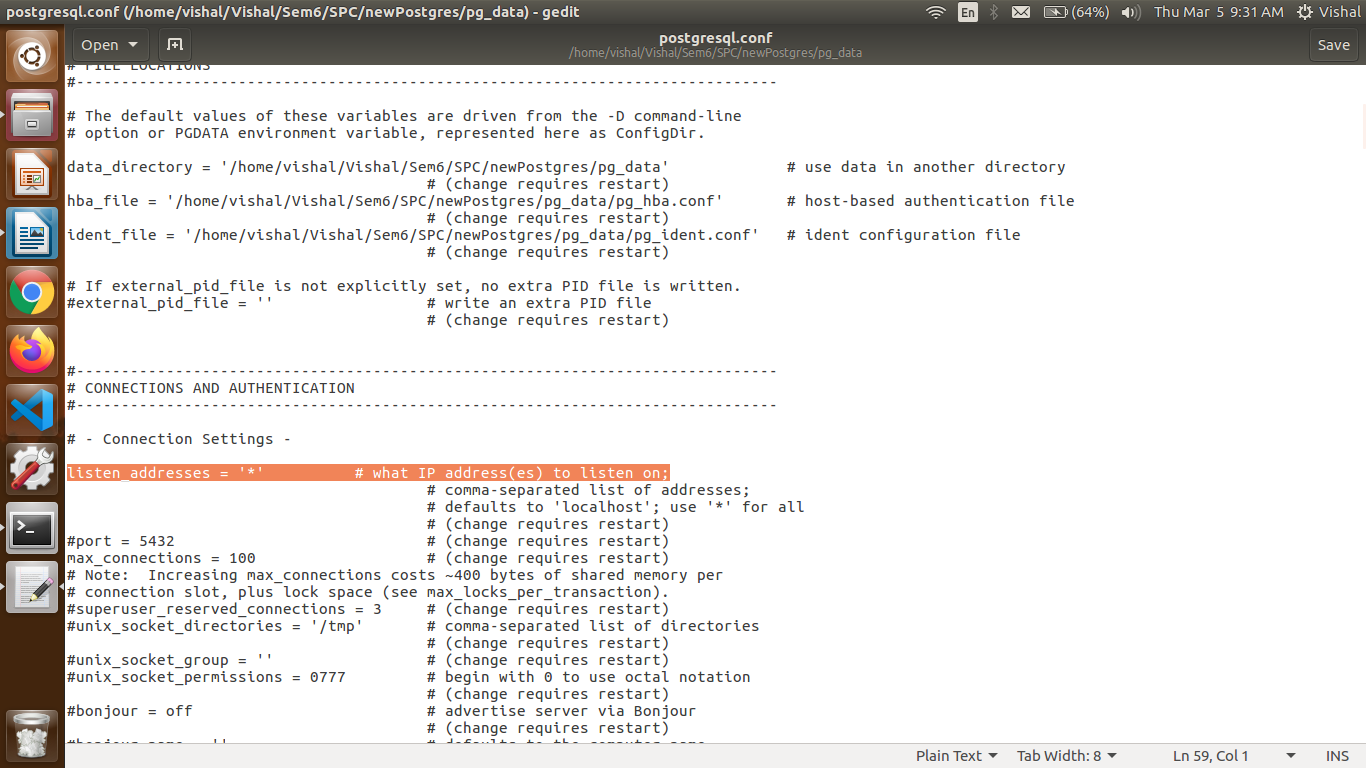 postgresql.conf (/home/vishal/Vishal/Sem6/SPC/newPostgres/pg_data) - gedit
En
(64%)
Thu Mar 5 9:31 AM
Vishal
Open
postgresql.conf
/home/vishal/Vishal/Sem6/SPC/newPostgres/pg_data
Save
# FILE LOCATIONS
#------------------------------------------------------------------------------
# The default values of these variables are driven from the -D command-line
# option or PGDATA environment variable, represented here as ConfigDir.
data_directory = '/home/vishal/Vishal/Sem6/SPC/newPostgres/pg_data' # use data in another directory
# (change requires restart)
hba_file = '/home/vishal/Vishal/Sem6/SPC/newPostgres/pg_data/pg_hba.conf' # host-based authentication file
# (change requires restart)
ident_file = '/home/vishal/Vishal/Sem6/SPC/newPostgres/pg_data/pg_ident.conf' # ident configuration file
# (change requires restart)
# If external_pid_file is not explicitly set, no extra PID file is written.
#external_pid_file = '' # write an extra PID file
# (change requires restart)
#------------------------------------------------------------------------------
# CONNECTIONS AND AUTHENTICATION
#------------------------------------------------------------------------------
# - Connection Settings -
listen_addresses = '*' # what IP address(es) to listen on;
# comma-separated list of addresses;
# defaults to 'localhost'; use '*' for all
# (change requires restart)
#port = 5432 # (change requires restart)
max_connections = 100 # (change requires restart)
# Note: Increasing max_connections costs ~400 bytes of shared memory per
# connection slot, plus lock space (see max_locks_per_transaction).
#superuser_reserved_connections = 3 # (change requires restart)
#unix_socket_directories = '/tmp' # comma-separated list of directories
# (change requires restart)
#unix_socket_group = '' # (change requires restart)
#unix_socket_permissions = 0777 # begin with 0 to use octal notation
# (change requires restart)
#bonjour = off # advertise server via Bonjour
# (change requires restart)
#bonjour_name = '' # defaults to the computer name
Plain Text
Tab Width: 8
Ln 59, Col 1
INS